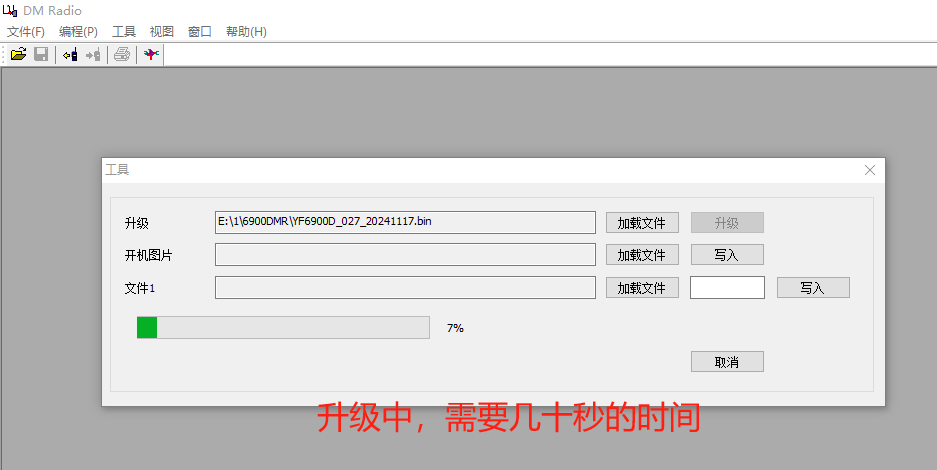 DM Radio
文件(F) 编程(P) 工具 视图 窗口 帮助(H)
工具
升级 E:\1\6900DMR\YF6900D_027_20241117.bin 加载文件 升级
开机图片 加载文件 写入
文件1 加载文件 写入
7%
取消
升级中，需要几十秒的时间